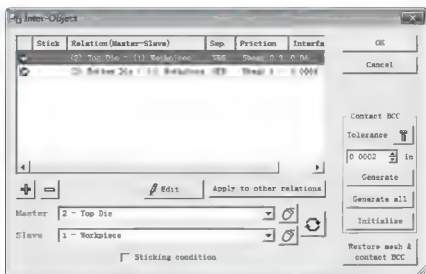 Inter-Object
Stick Relation(Master-Slave) Sep. Friction Interfa
(2) Top Die - (1) Workpiece YES Shear 0.3 0.04
OK
Cancel
Contact BCC
Tolerance
0.0002 in
Generate
Generate all
Initialize
Edit
Apply to other relations
Master 2 - Top Die
Slave 1 - Workpiece
Sticking condition
Restore mesh &
contact BCC